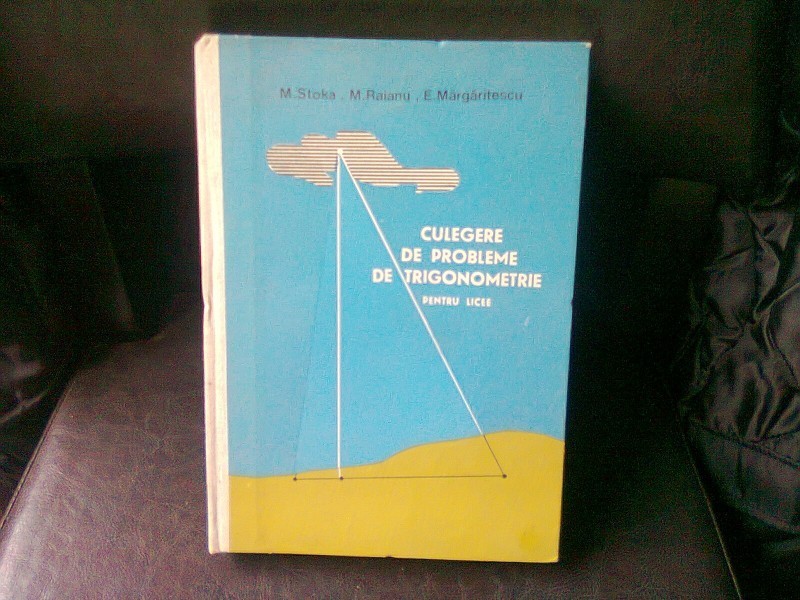 M. Stoka . M. Raianu . E. Mărgăritescu
CULEGERE
DE PROBLEME
DE TRIGONOMETRIE
PENTRU LICEE